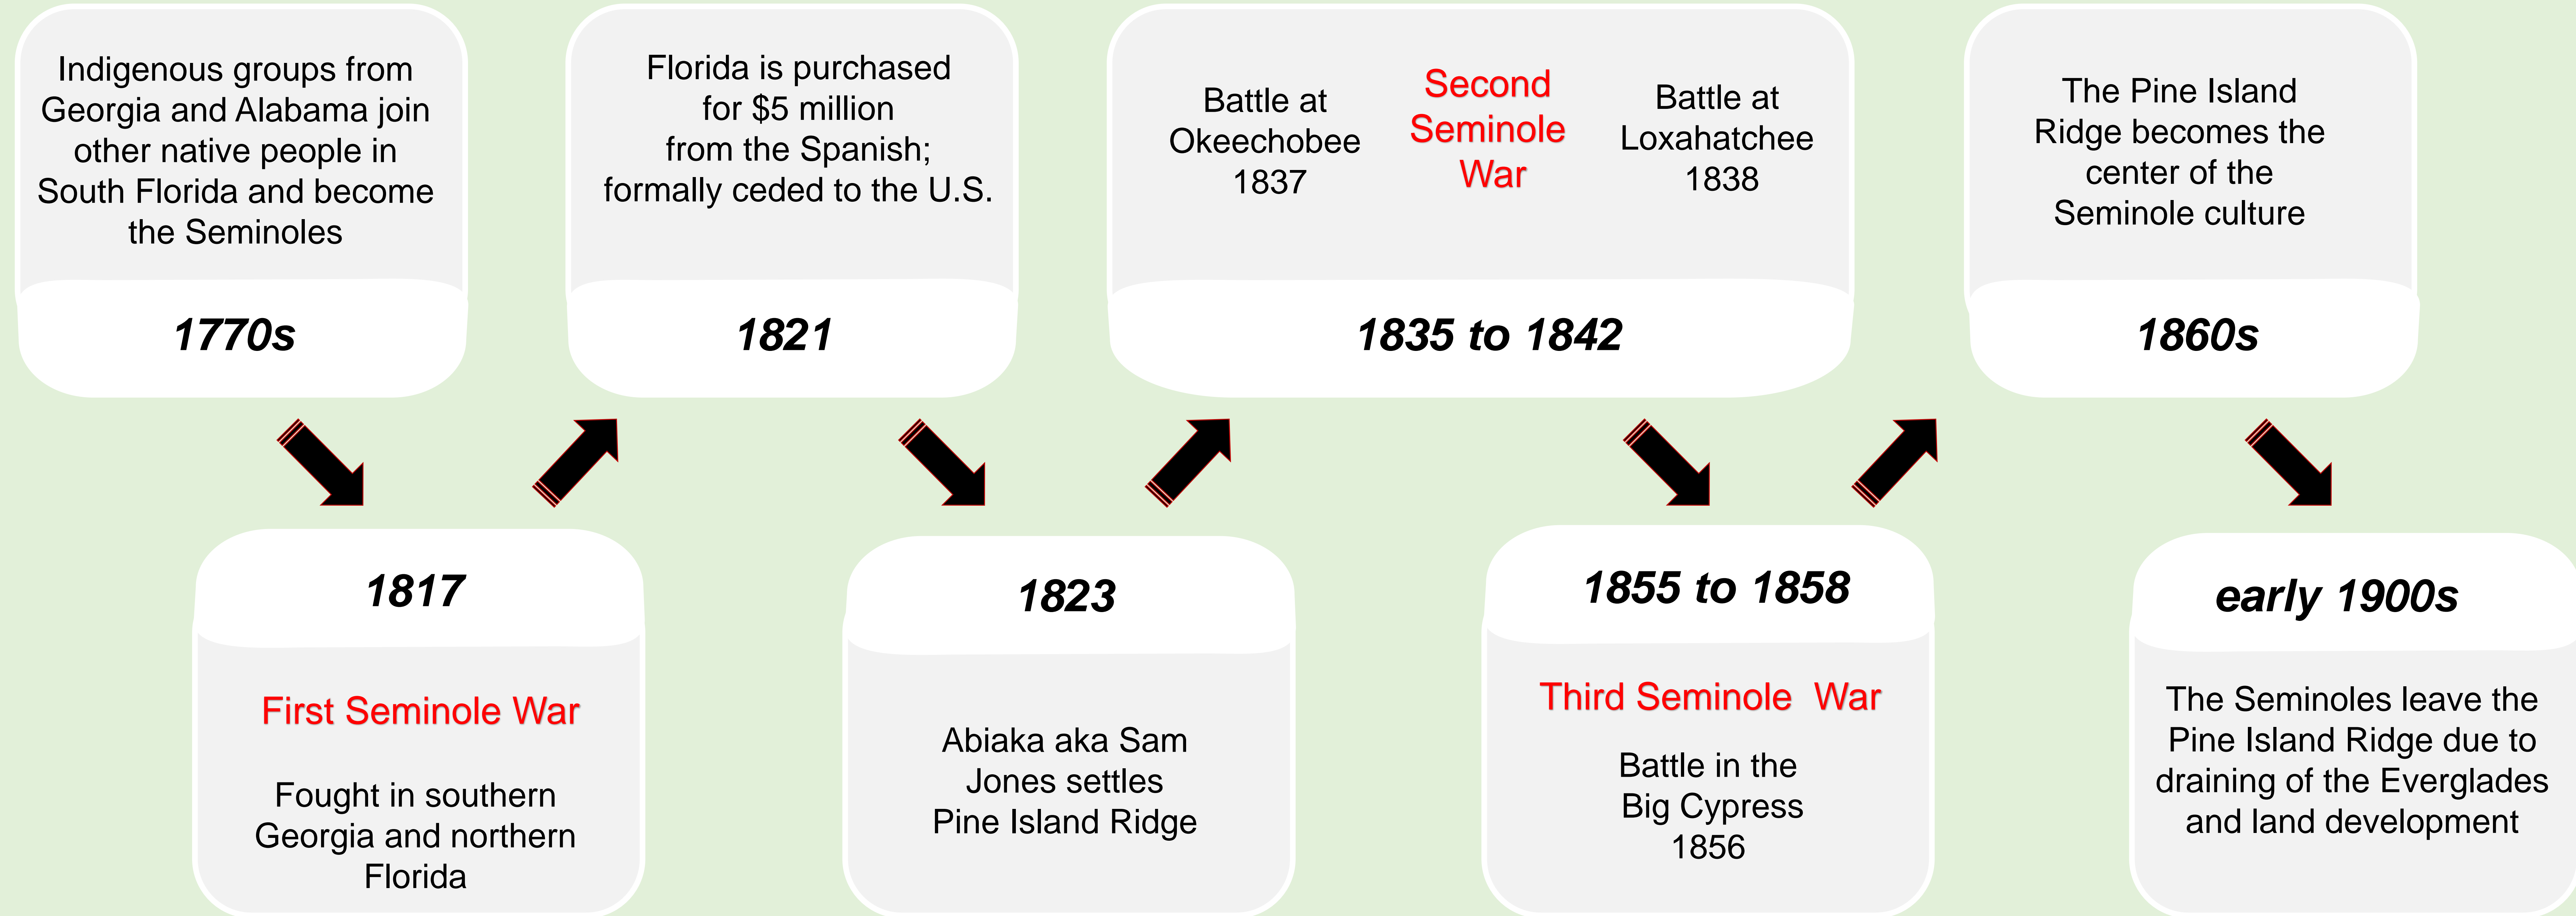 Indigenous groups from
Georgia and Alabama join
other native people in
South Florida and become
the Seminoles
1770s
1817
First Seminole War
Fought in southern
Georgia and northern
Florida
Florida is purchased
for $5 million
from the Spanish;
formally ceded to the U.S.
1821
1823
Abiaka aka Sam
Jones settles
Pine Island Ridge
Battle at
Okeechobee
1837
Second
Seminole
War
Battle at
Loxahatchee
1838
1835 to 1842
1855 to 1858
Third Seminole  War
Battle in the
Big Cypress
1856
The Pine Island
Ridge becomes the
center of the
Seminole culture
1860s
early 1900s
The Seminoles leave the
Pine Island Ridge due to
draining of the Everglades
and land development